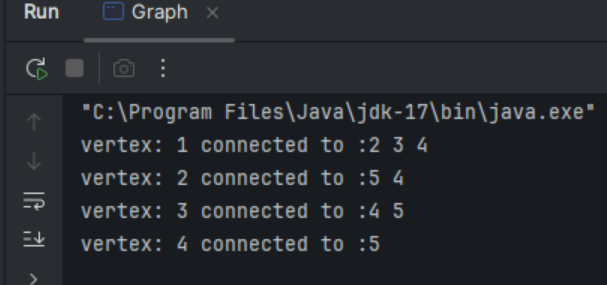 Run Graph ×
"C:\Program Files\Java\jdk-17\bin\java.exe"
vertex: 1 connected to :2 3 4
vertex: 2 connected to :5 4
vertex: 3 connected to :4 5
vertex: 4 connected to :5